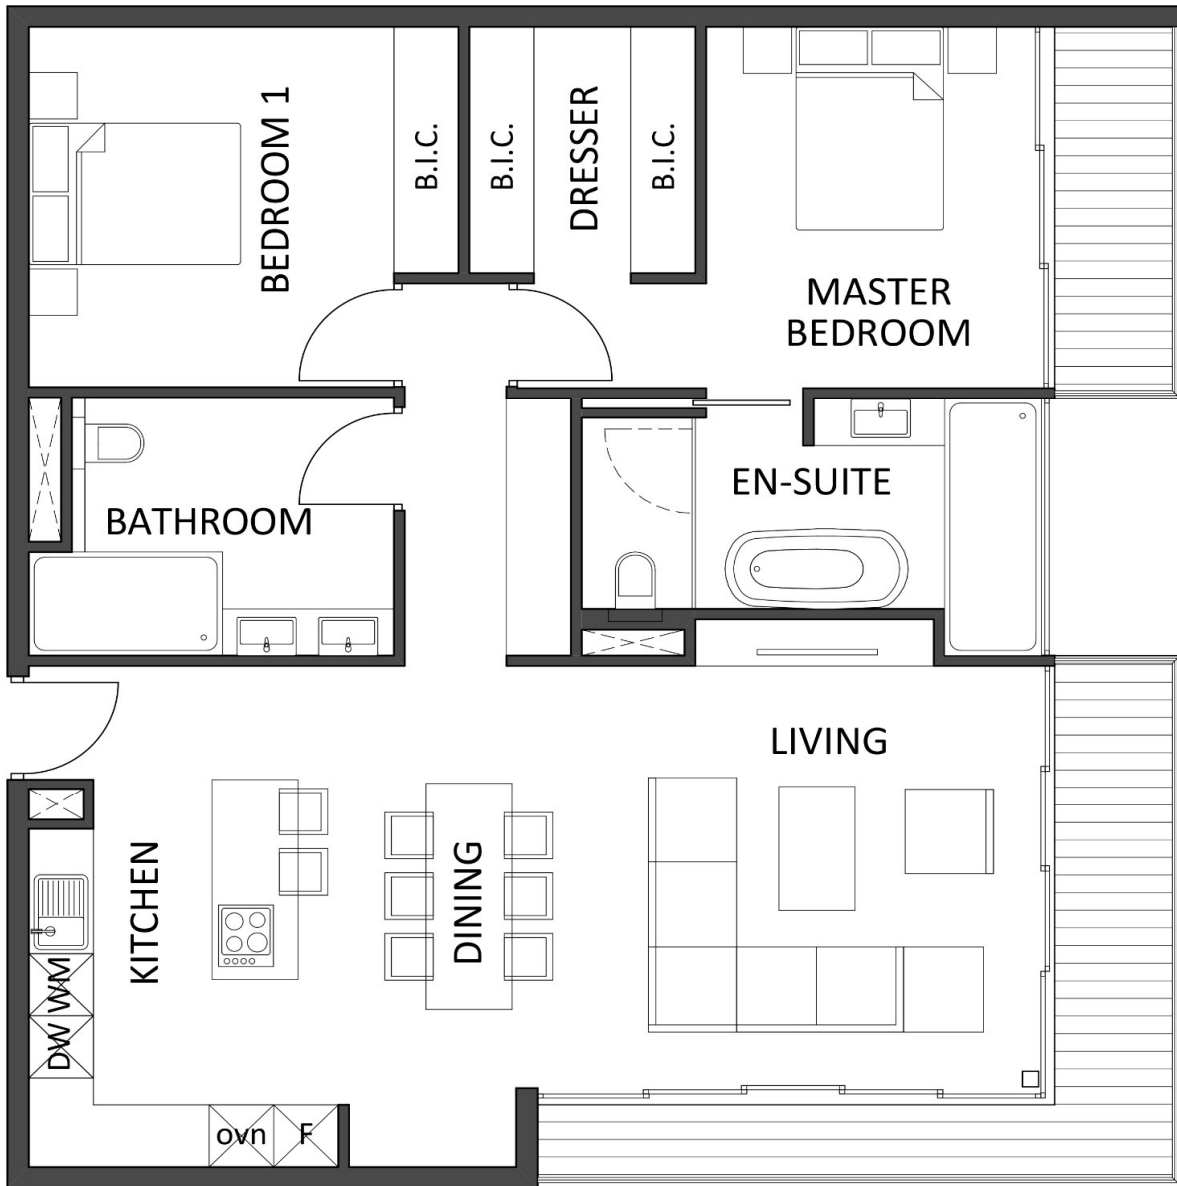 BEDROOM 1
B.I.C.
B.I.C.
DRESSER
B.I.C.
MASTER
BEDROOM
BATHROOM
EN-SUITE
LIVING
KITCHEN
DINING
WM
DW
ovn
F